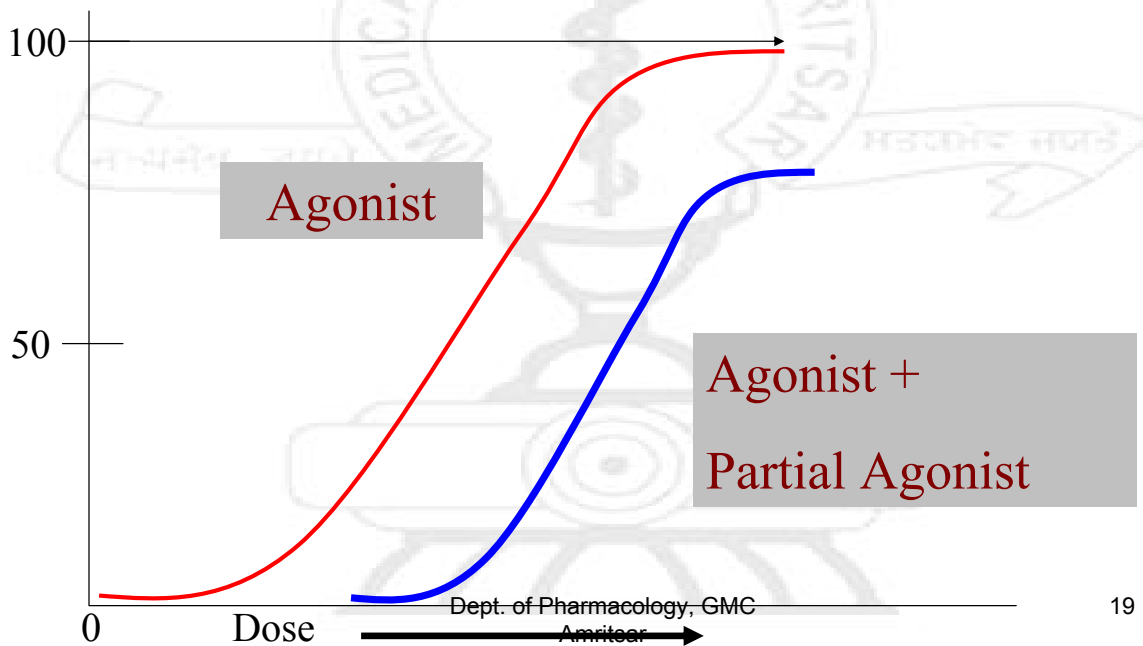 100
Agonist
50
Agonist +
Partial Agonist
0 Dose
Dept. of Pharmacology, GMC
Amritsar
19